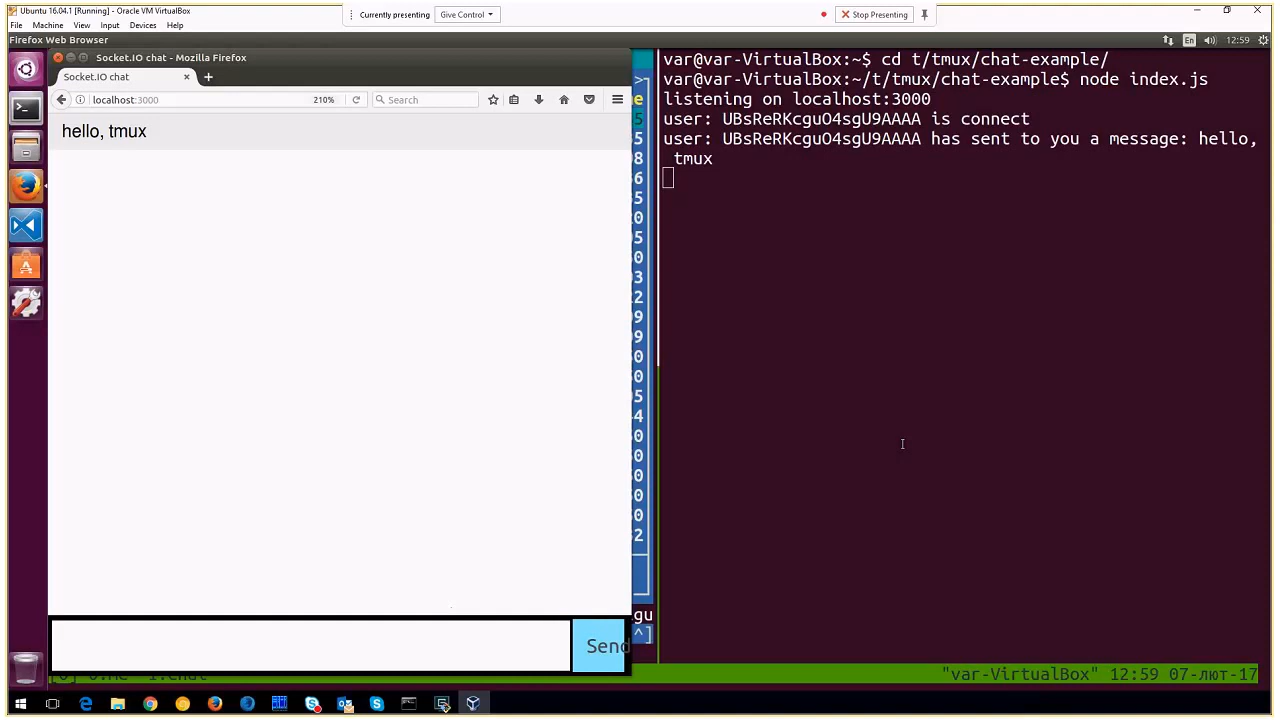 Ubuntu 16.04.1 [Running] - Oracle VM VirtualBox
Currently presenting
Give Control
Stop Presenting
File Machine View Input Devices Help
Firefox Web Browser
En
12:59
Socket.IO chat - Mozilla Firefox
Socket.IO chat
localhost:3000
210%
Search
hello, tmux
Send
var@var-VirtualBox:~$ cd t/tmux/chat-example/
var@var-VirtualBox:~/t/tmux/chat-example$ node index.js
listening on localhost:3000
user: UBsReRKcguO4sgU9AAAA is connect
user: UBsReRKcguO4sgU9AAAA has sent to you a message: hello,
tmux
"var-VirtualBox" 12:59 07-лют-17